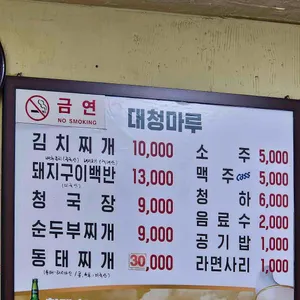 금연
NO SMOKING
대청마루
김치찌개 10,000
돼지구이백반 13,000
청국장 9,000
순두부찌개 9,000
동태찌개 30,000
소주 5,000
맥주 Cass 5,000
청하 6,000
음료수 2,000
공기밥 1,000
라면사리 1,000